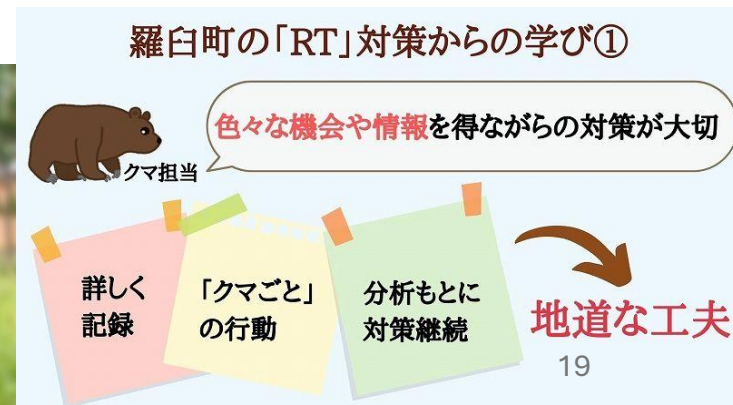 羅臼町の「RT」対策からの学び①
色々な機会や情報を得ながらの対策が大切
クマ担当
詳しく
記録
「クマごと」
の行動
分析もとに
対策継続
地道な工夫
19